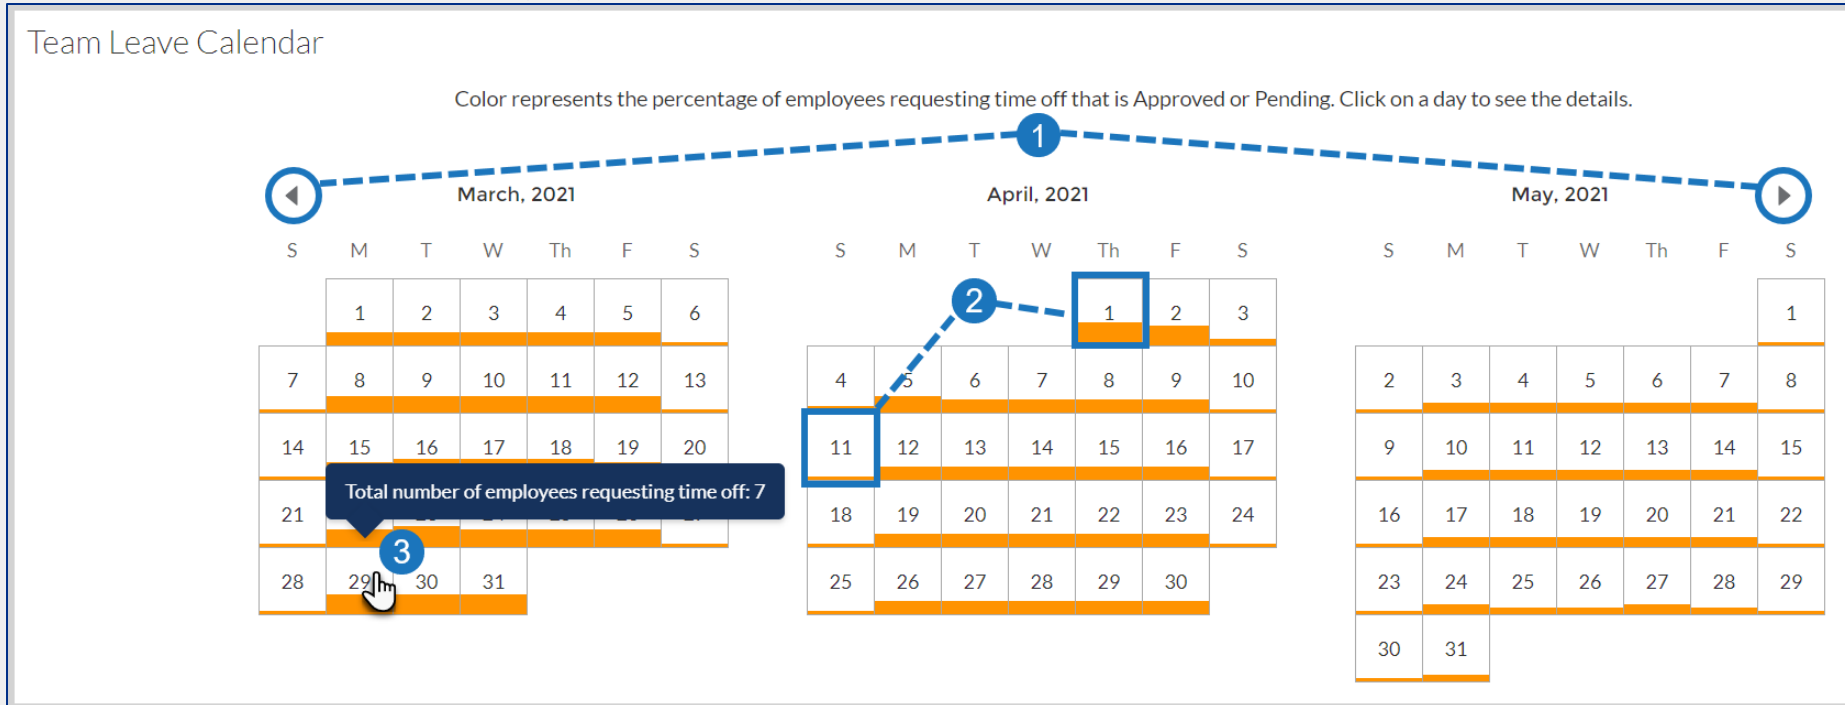 Team Leave Calendar
Color represents the percentage of employees requesting time off that is Approved or Pending. Click on a day to see the details.
1
March, 2021
April, 2021
May, 2021
S M T W Th F S
S M T W Th F S
S M T W Th F S
2
1 2 3 4 5 6
1 2 3
1
7 8 9 10 11 12 13
4 5 6 7 8 9 10
2 3 4 5 6 7 8
14 15 16 17 18 19 20
11 12 13 14 15 16 17
9 10 11 12 13 14 15
Total number of employees requesting time off: 7
21
18 19 20 21 22 23 24
16 17 18 19 20 21 22
3
28 29 30 31
25 26 27 28 29 30
23 24 25 26 27 28 29
30 31